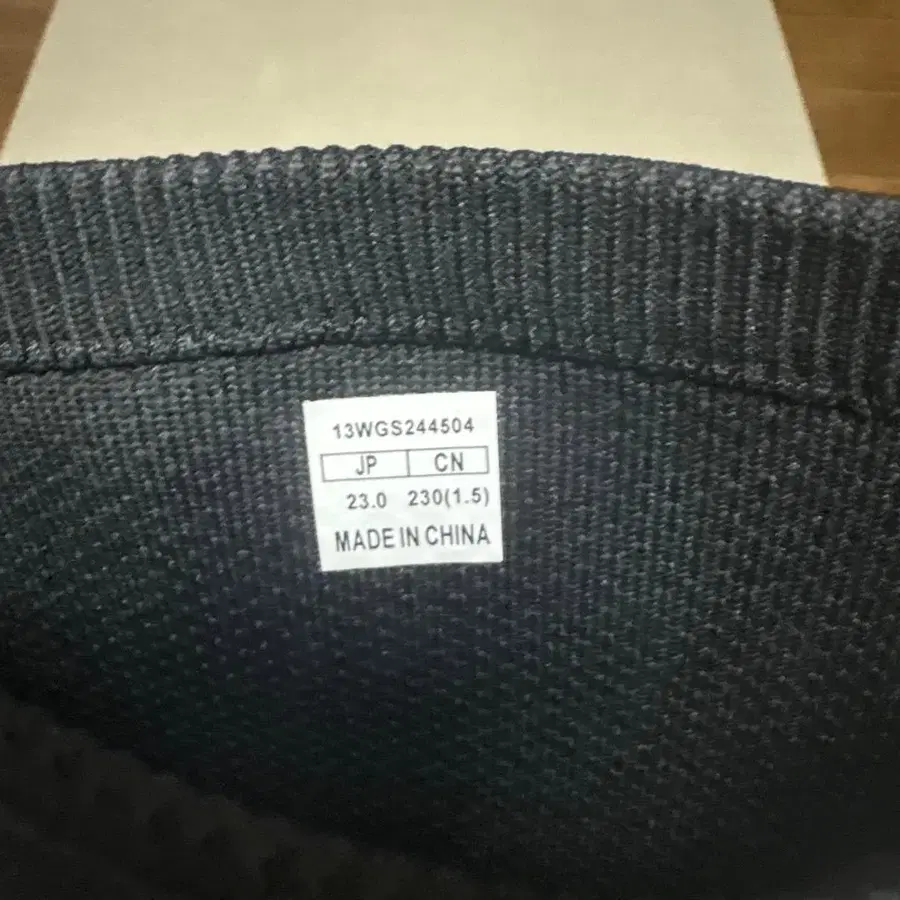 13WGS244504
JP CN
23.0 230(1.5)
MADE IN CHINA